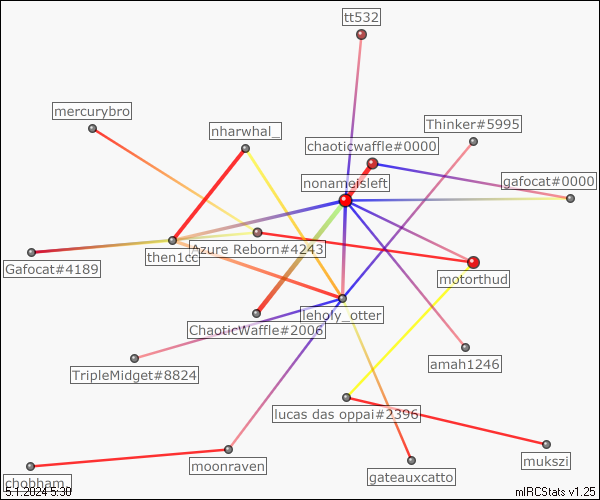 tt532
mercurybro
nharwhal_
Thinker#5995
chaoticwaffle#0000
nonameisleft
gafocat#0000
Azure Reborn#4243
then1cc
Gafocat#4189
motorthud
leholy_otter
ChaoticWaffle#2006
amah1246
TripleMidget#8824
lucas das oppai#2396
mukszi
moonraven
gateauxcatto
chobham_
5.1.2024 5:30
mIRCStats v1.25